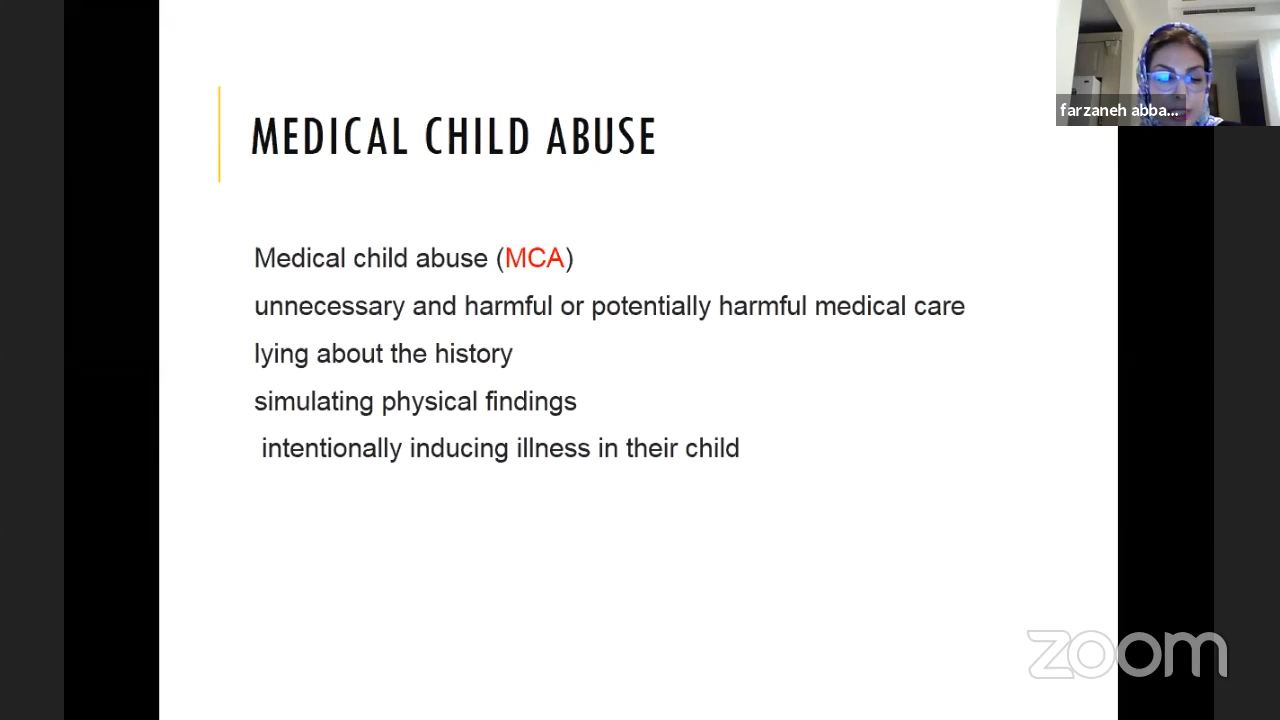 farzaneh abba...
MEDICAL CHILD ABUSE
Medical child abuse (MCA)
unnecessary and harmful or potentially harmful medical care
lying about the history
simulating physical findings
intentionally inducing illness in their child
zoom